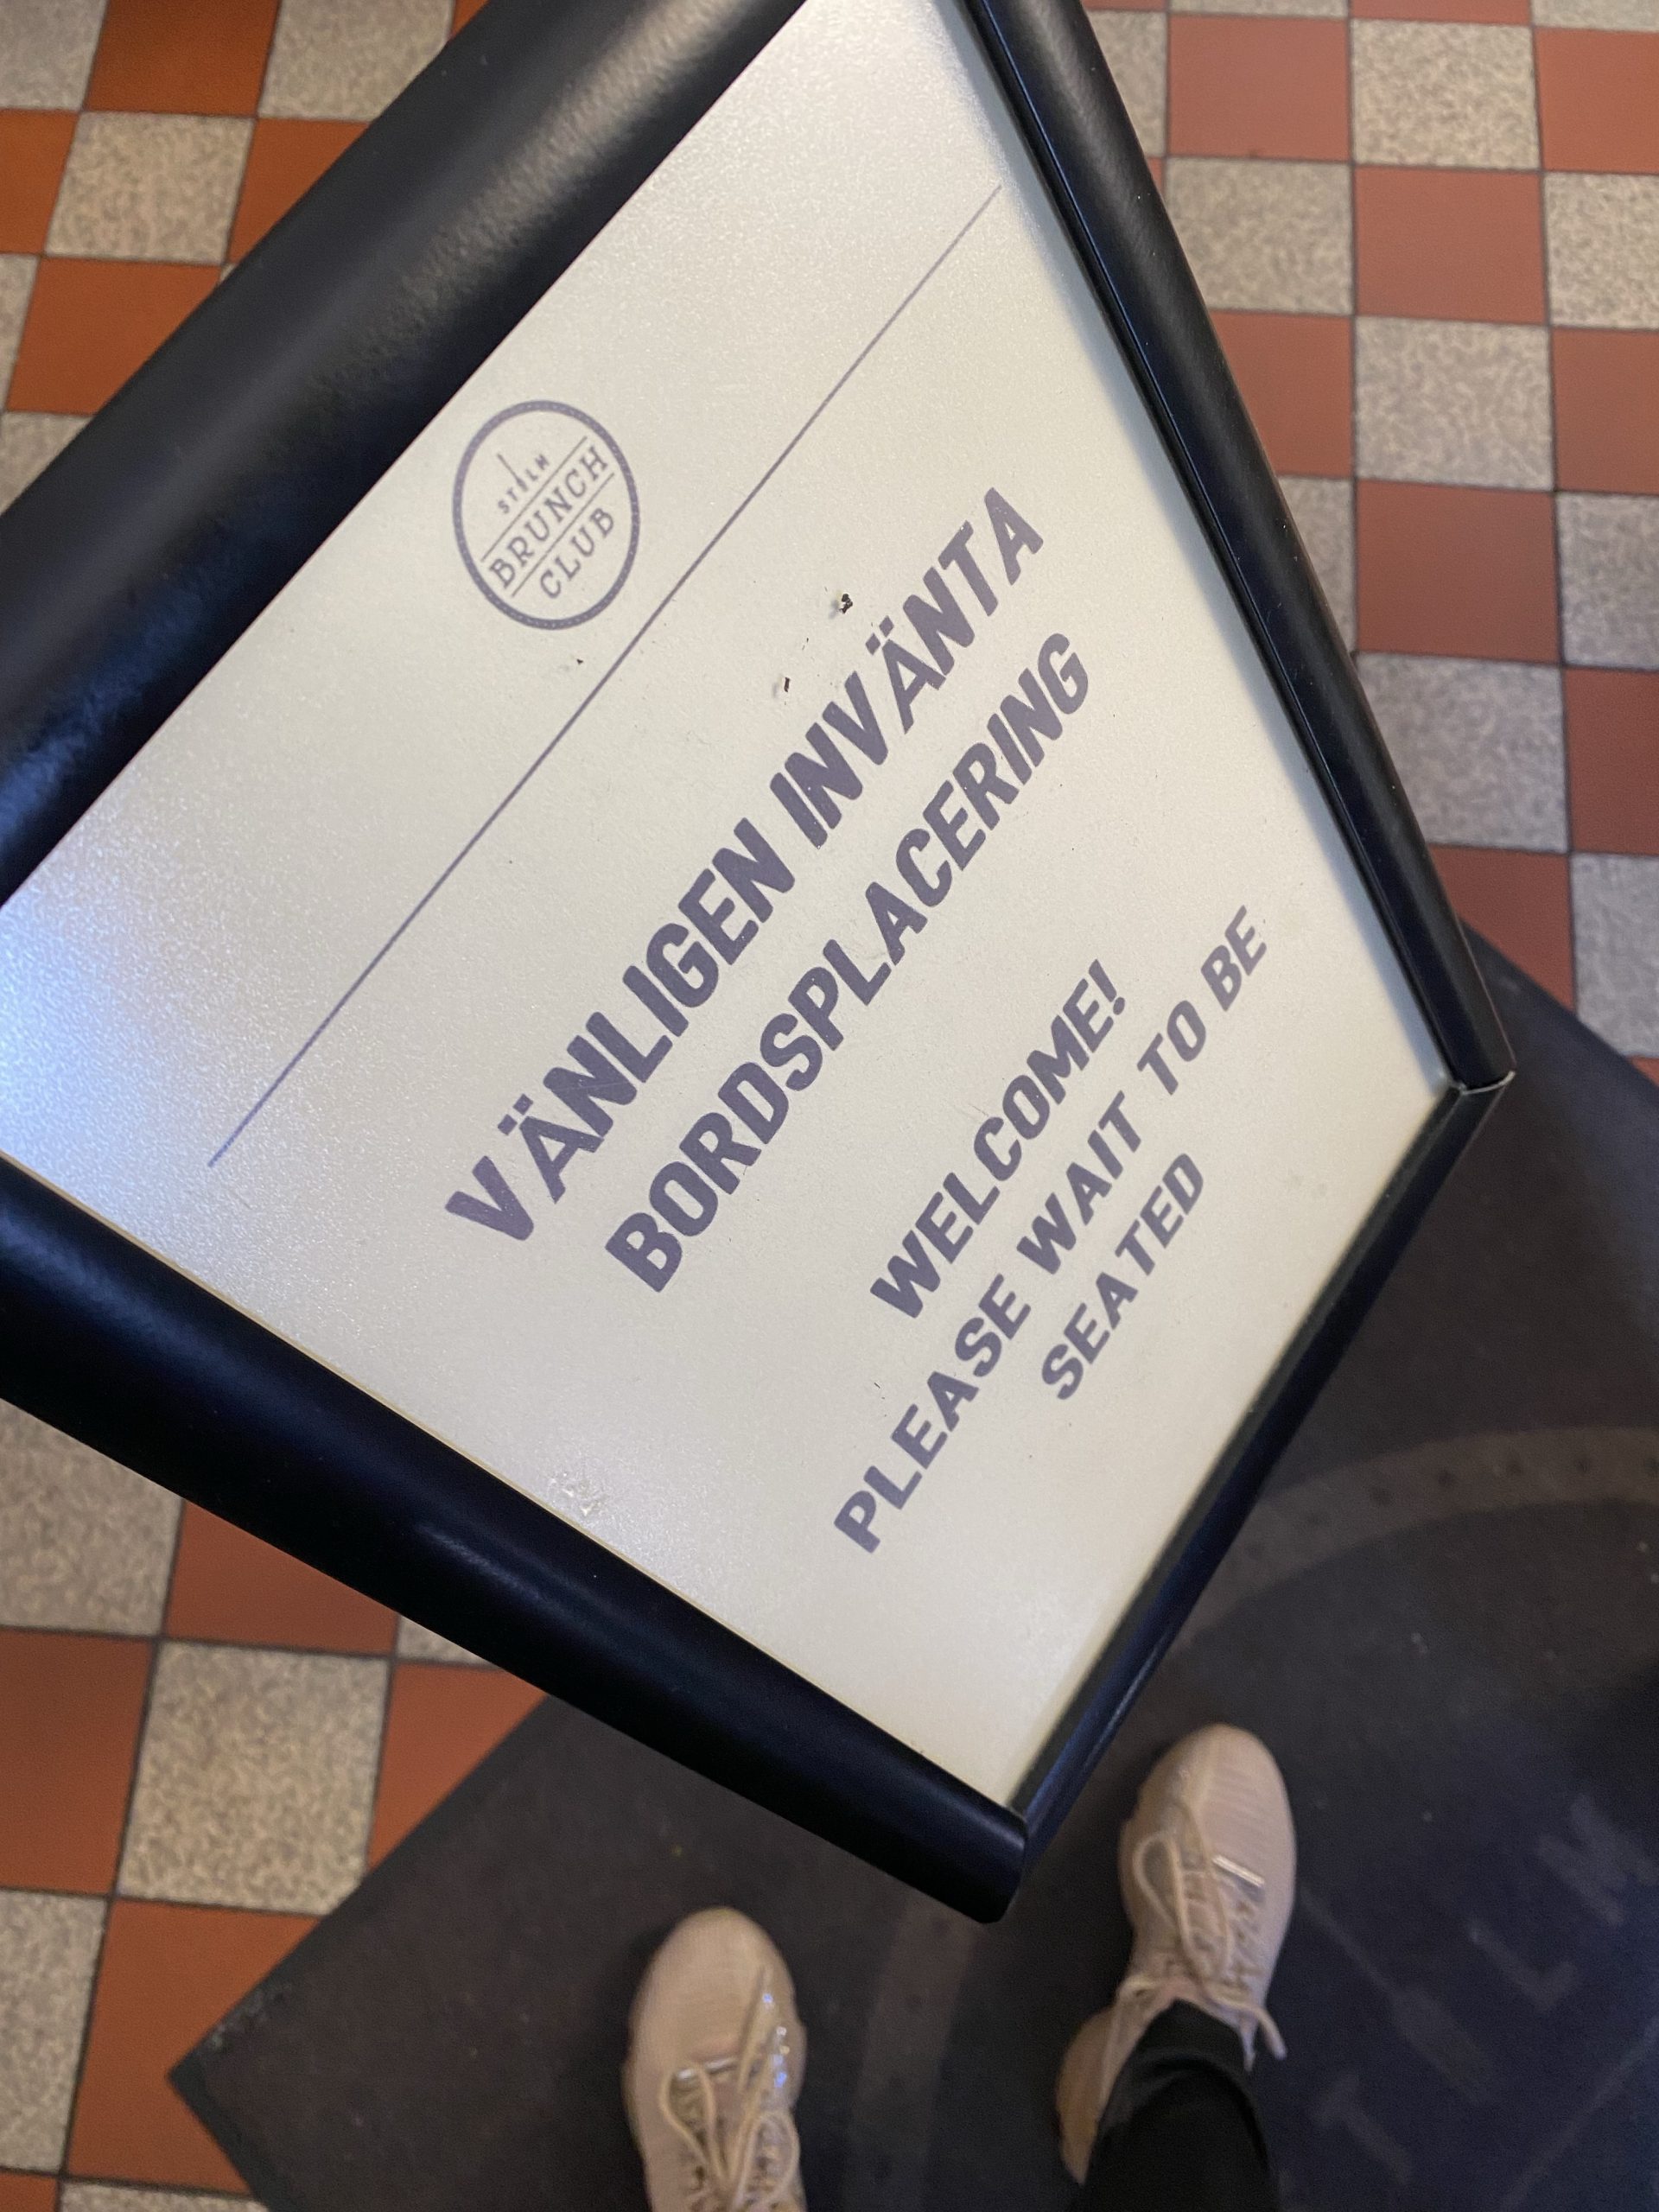 STHLM
BRUNCH
CLUB
VÄNLIGEN INVÄNTA
BORDSPLACERING
WELCOME!
PLEASE WAIT TO BE
SEATED